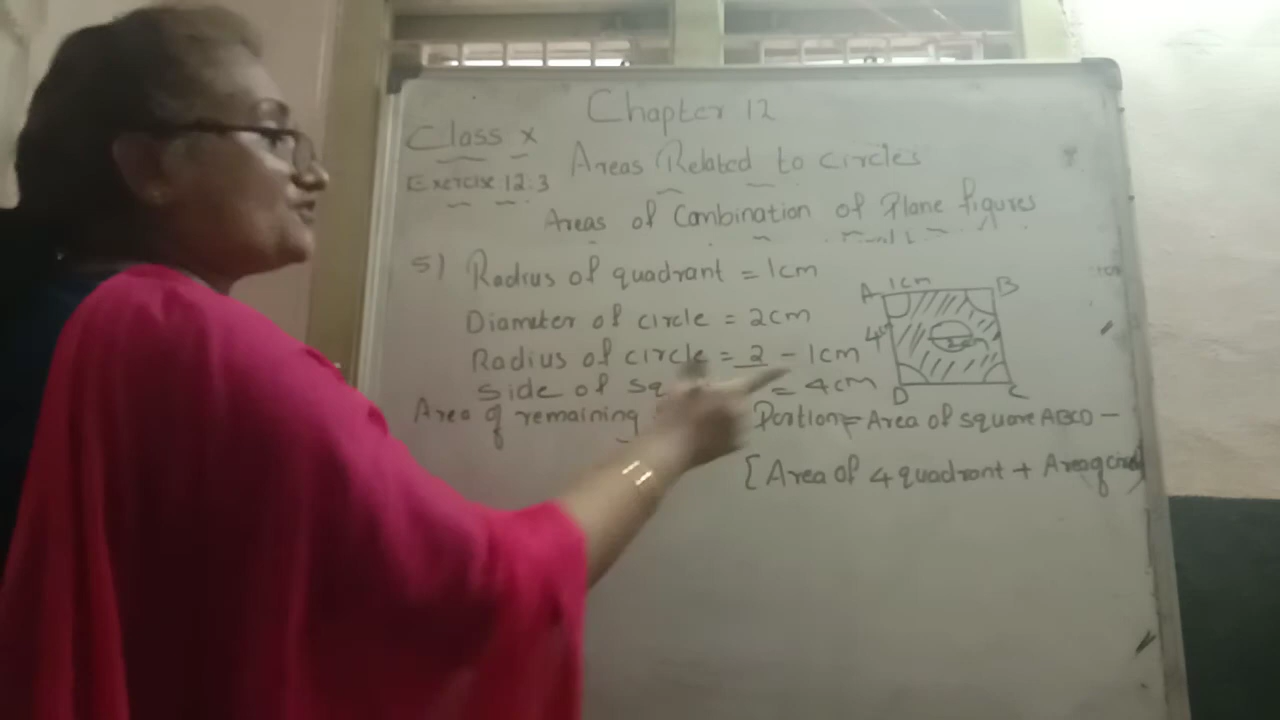 Chapter 12
Class X
Areas Related to circles
Exercise 12.3
Areas of Combination of Plane figures
5) Radius of quadrant = 1cm
Diameter of circle = 2cm
Radius of circle = 2 - 1cm
Side of sq = 4cm
Area of remaining Portion = Area of square ABCD -
[Area of 4 quadrant + Area of circle]
A 1cm B
4cm
2cm
D C